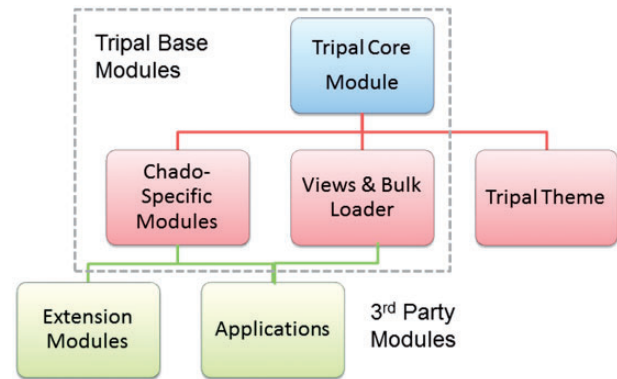 Tripal Base
Modules
Tripal Core
Module
Chado-
Specific
Modules
Views & Bulk
Loader
Tripal Theme
Extension
Modules
Applications
3rd Party
Modules